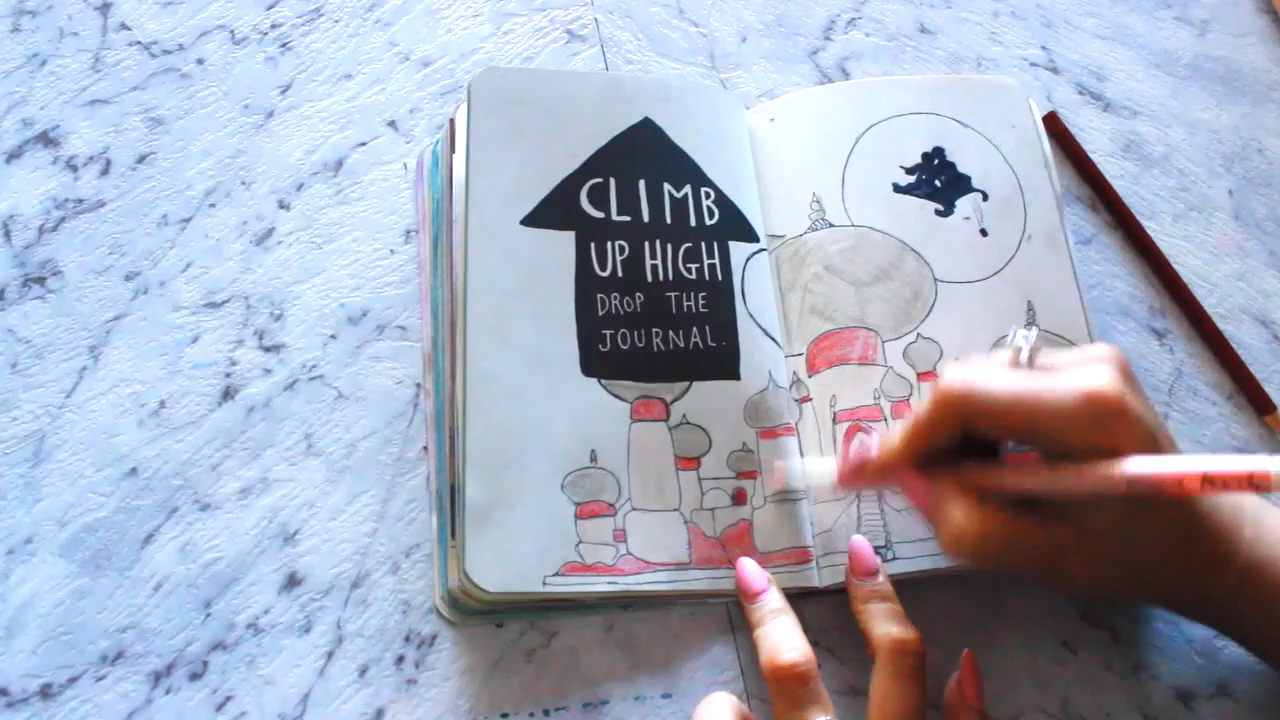 CLIMB
UP HIGH
DROP THE
JOURNAL.